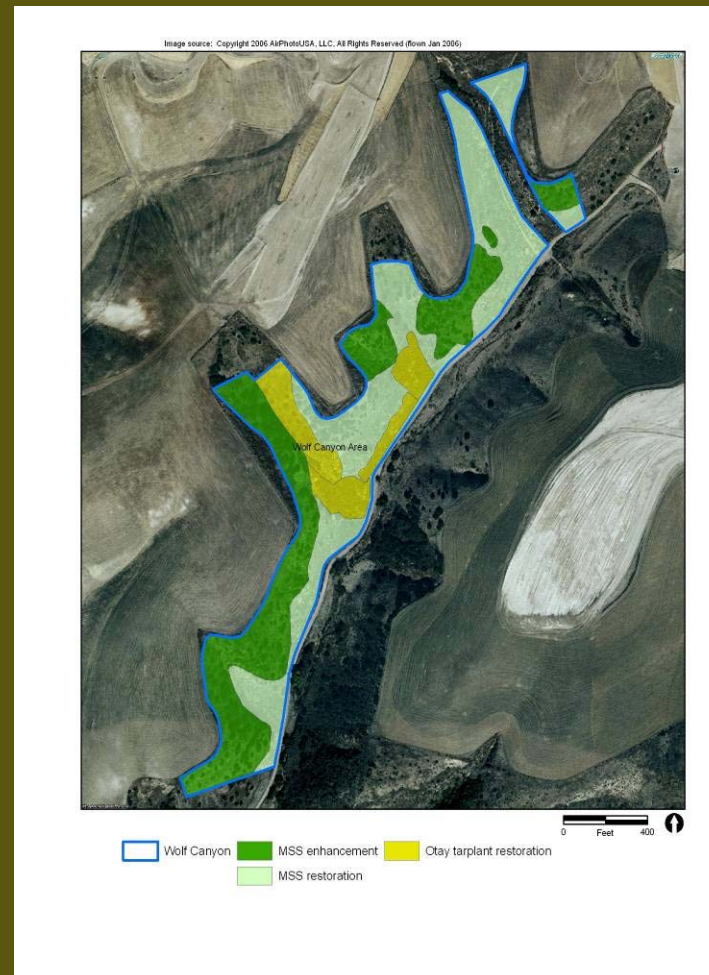 Image source: Copyright 2006 AirPhotoUSA, LLC, All Rights Reserved (flown Jan 2006)
Wolf Canyon Area
0 Feet 400
Wolf Canyon MSS enhancement Otay tarplant restoration
MSS restoration